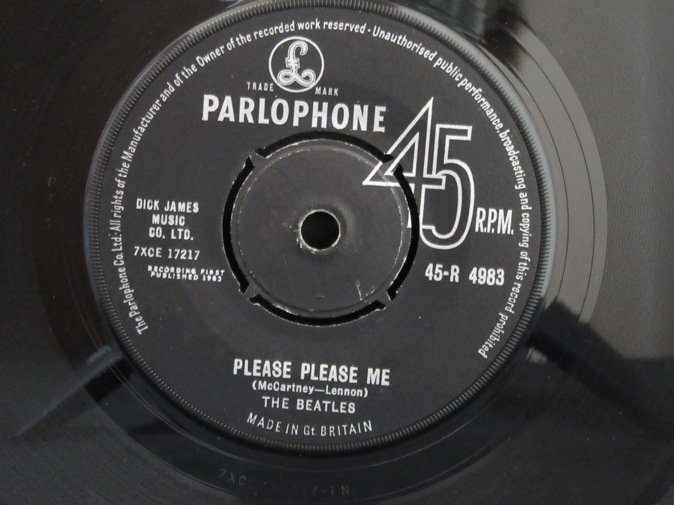 The Parlophone Co. Ltd. All rights of the Manufacturer and of the Owner of the recorded work reserved · Unauthorised public performance, broadcasting and copying of this record prohibited
£
TRADE MARK
PARLOPHONE
45
R.P.M.
DICK JAMES
MUSIC
CO. LTD.
7XCE 17217
RECORDING FIRST
PUBLISHED 1963
45-R 4983
PLEASE PLEASE ME
(McCartney—Lennon)
THE BEATLES
MADE IN Gt. BRITAIN